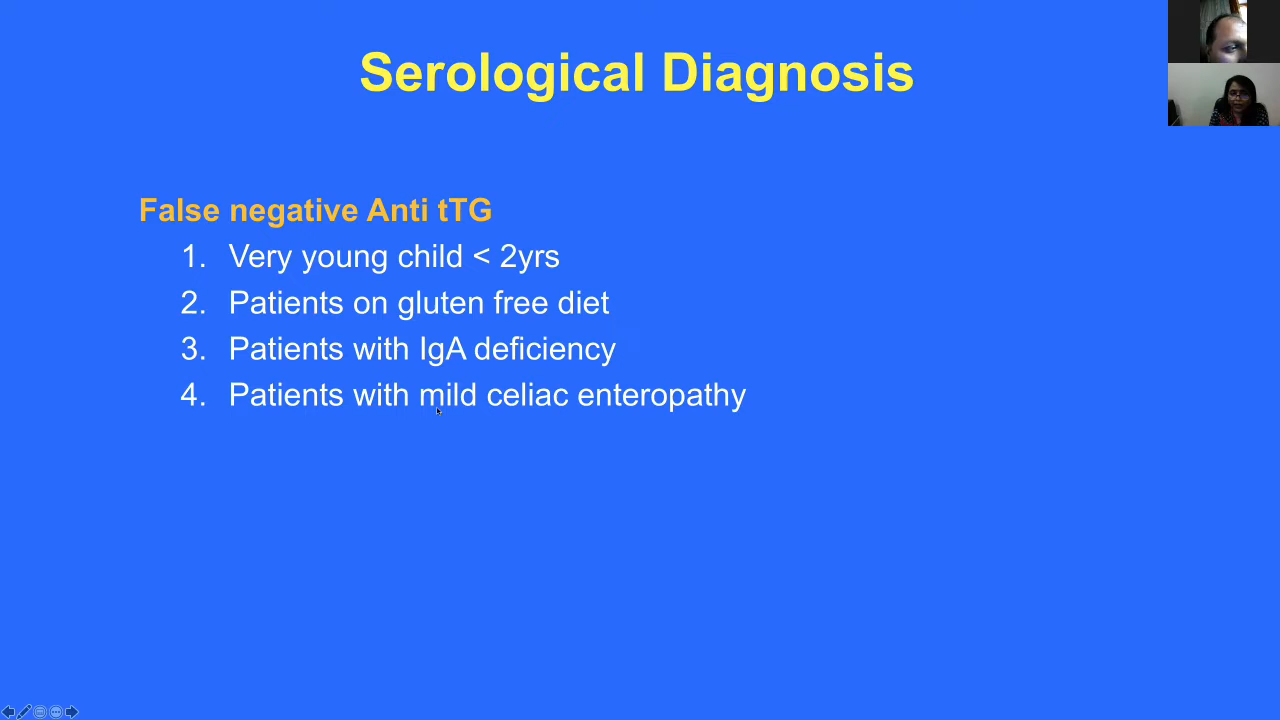 Serological Diagnosis
False negative Anti tTG
1. Very young child < 2yrs
2. Patients on gluten free diet
3. Patients with IgA deficiency
4. Patients with mild celiac enteropathy